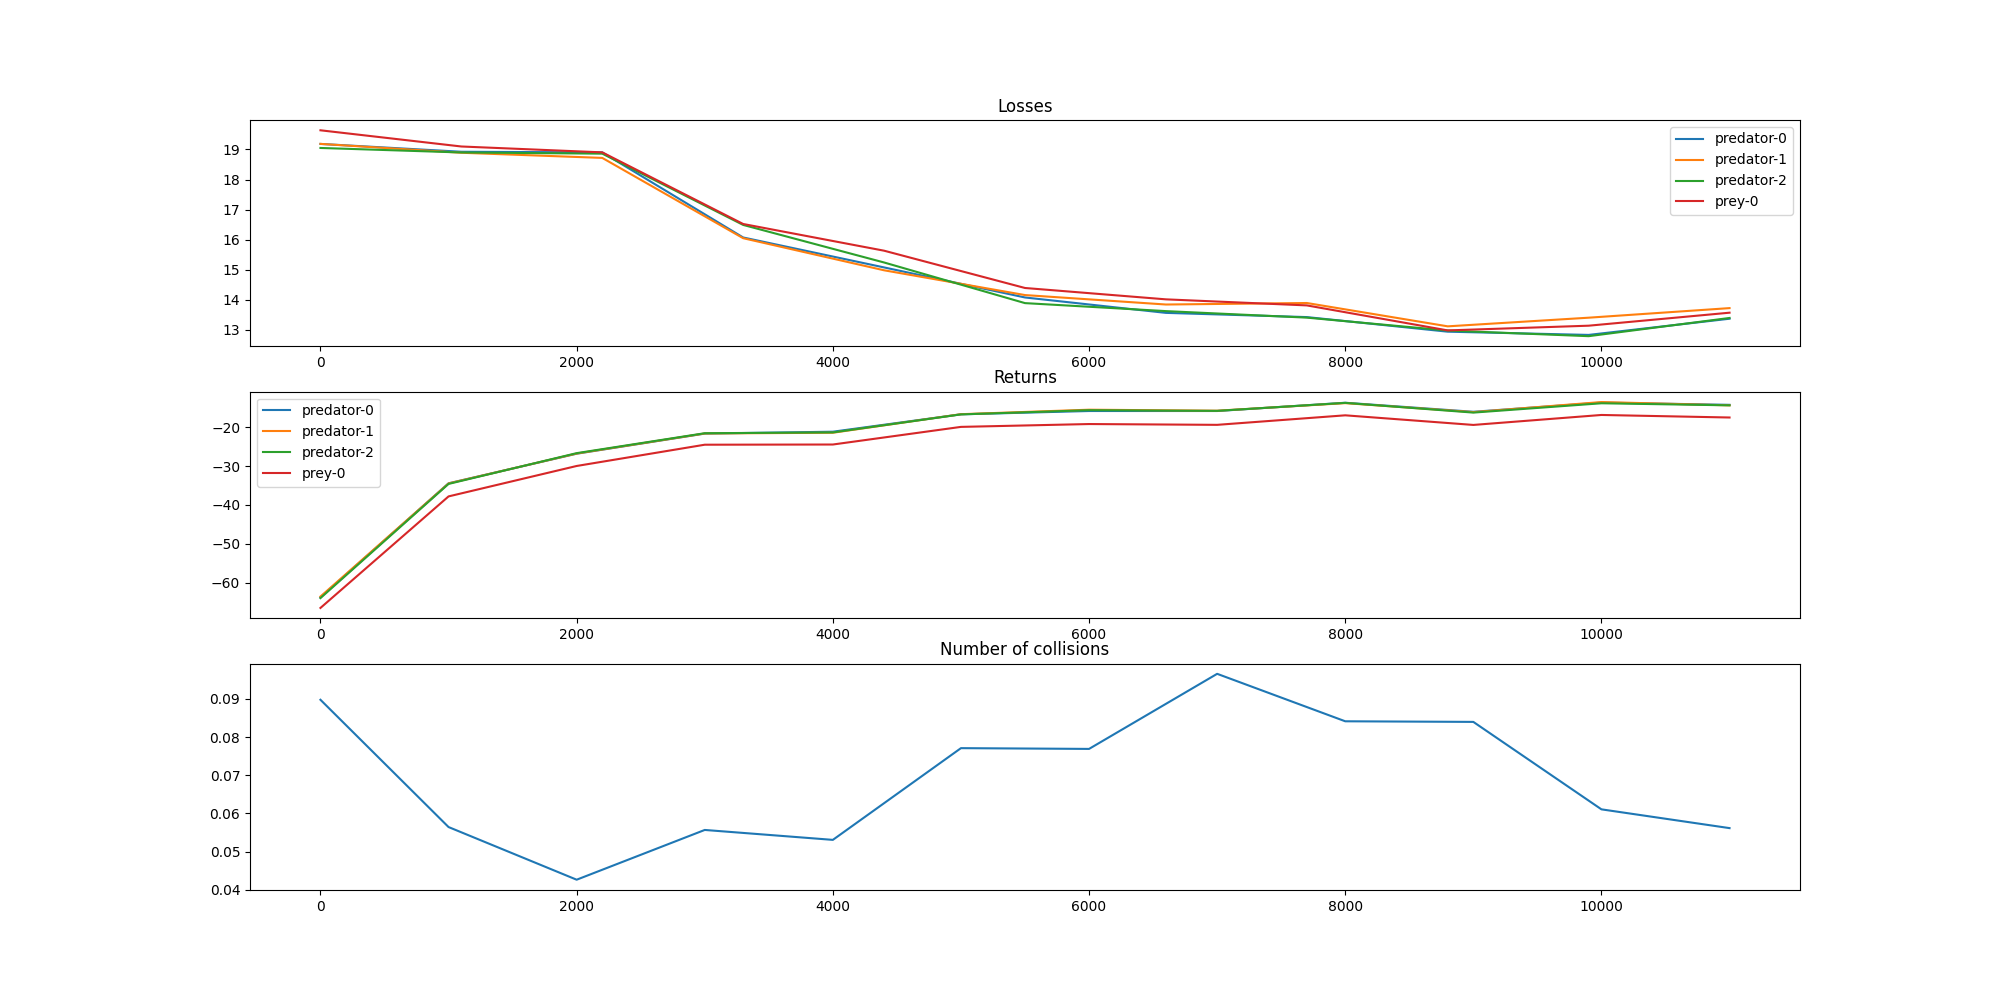 Losses
19
18
17
16
15
14
13
predator-0
predator-1
predator-2
prey-0
0 2000 4000 6000 8000 10000
Returns
−20
−30
−40
−50
−60
predator-0
predator-1
predator-2
prey-0
0 2000 4000 6000 8000 10000
Number of collisions
0.09
0.08
0.07
0.06
0.05
0.04
0 2000 4000 6000 8000 10000